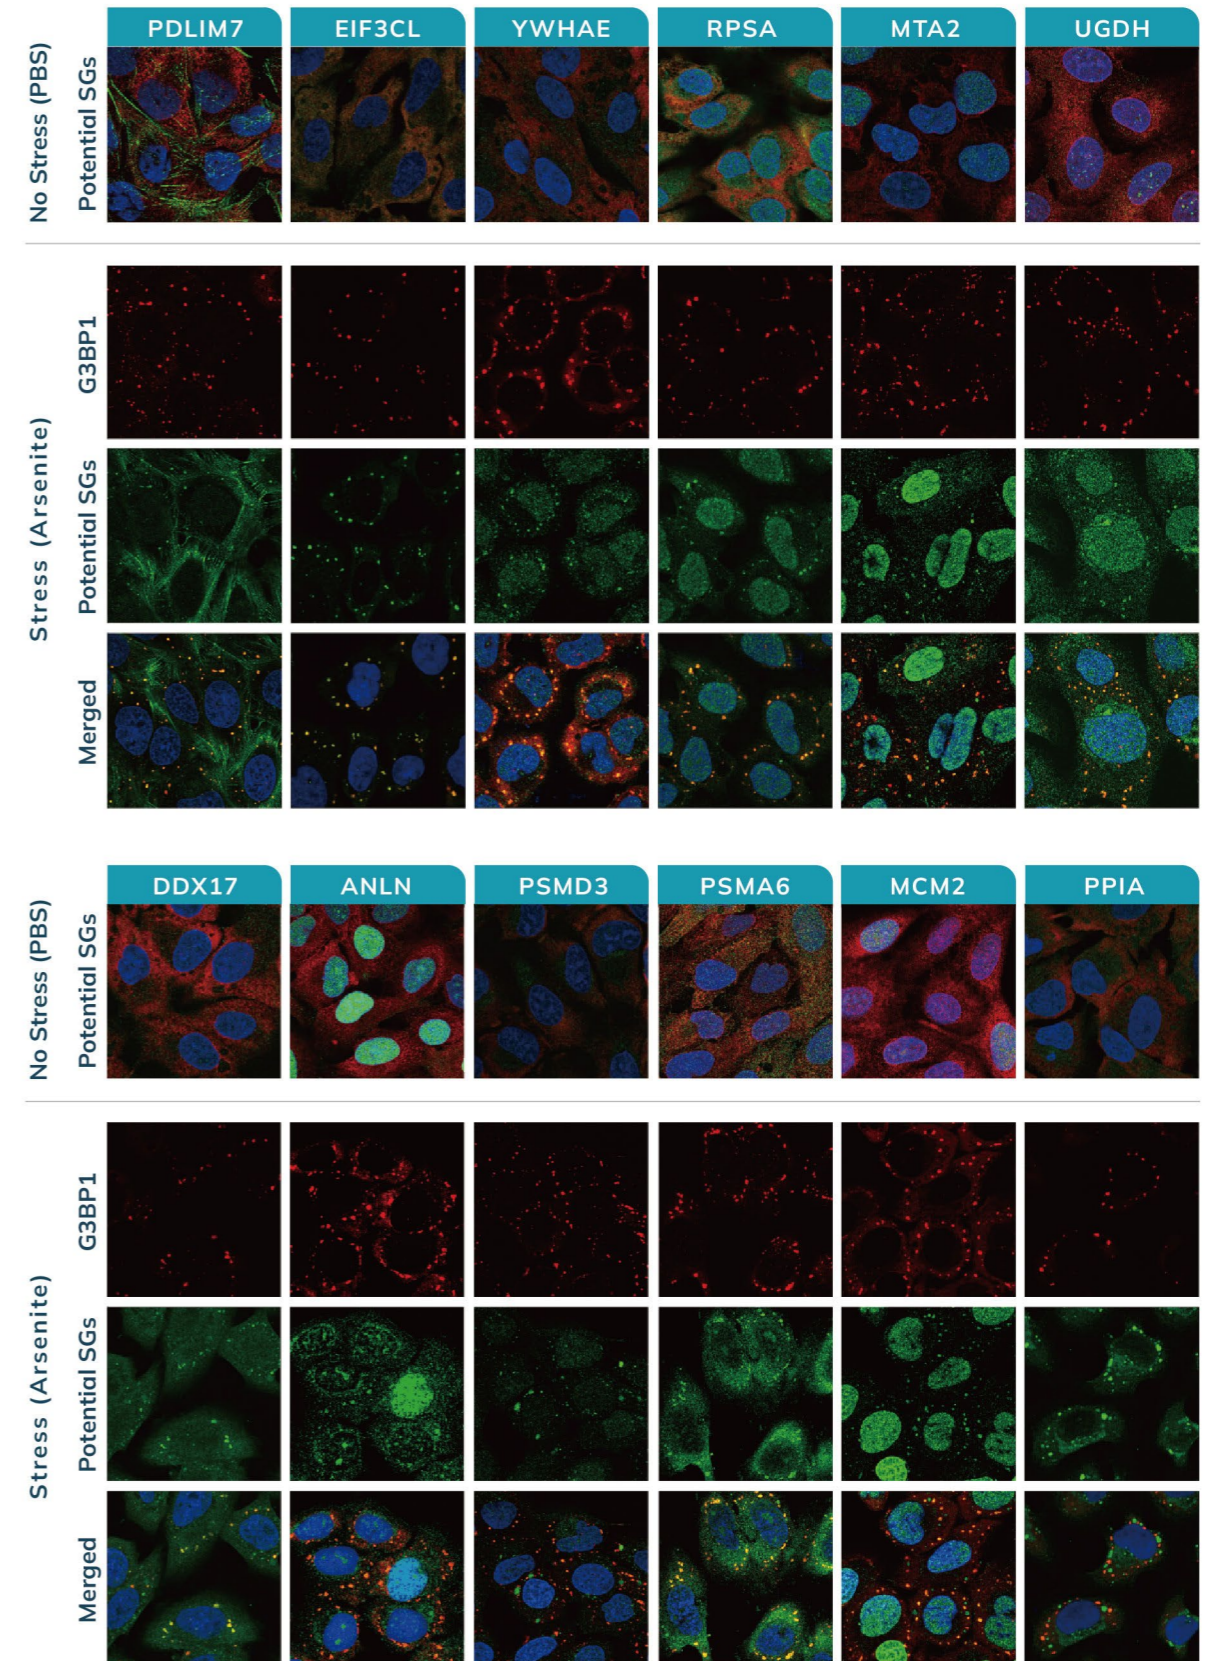 PDLIM7 EIF3CL YWHAE RPSA MTA2 UGDH
No Stress (PBS)
Potential SGs
Stress (Arsenite)
G3BP1
Potential SGs
Merged
DDX17 ANLN PSMD3 PSMA6 MCM2 PPIA
No Stress (PBS)
Potential SGs
Stress (Arsenite)
G3BP1
Potential SGs
Merged